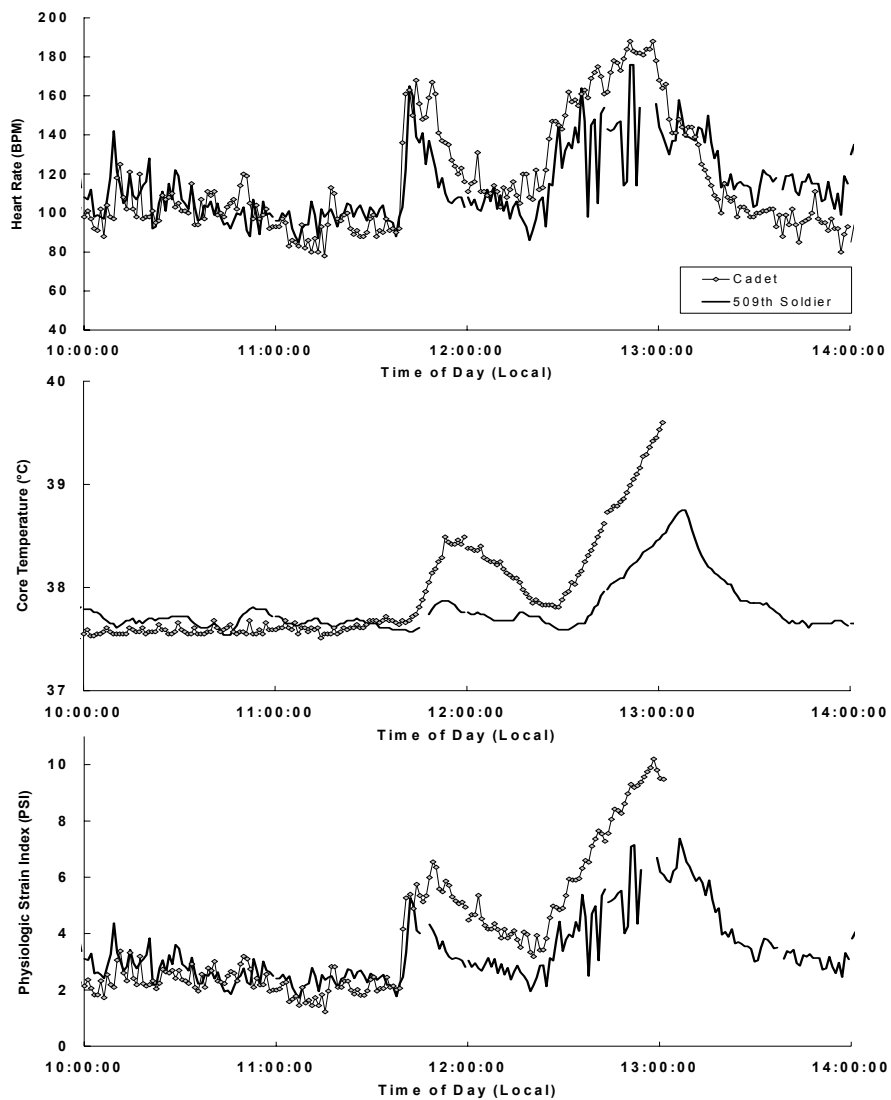 200
180
160
140
120
100
80
60
40
Heart Rate (BPM)
Cadet
509th Soldier
10:00:00 11:00:00 12:00:00 13:00:00 14:00:00
Time of Day (Local)
40
39
38
37
Core Temperature (°C)
10:00:00 11:00:00 12:00:00 13:00:00 14:00:00
Time of Day (Local)
10
8
6
4
2
0
Physiologic Strain Index (PSI)
10:00:00 11:00:00 12:00:00 13:00:00 14:00:00
Time of Day (Local)